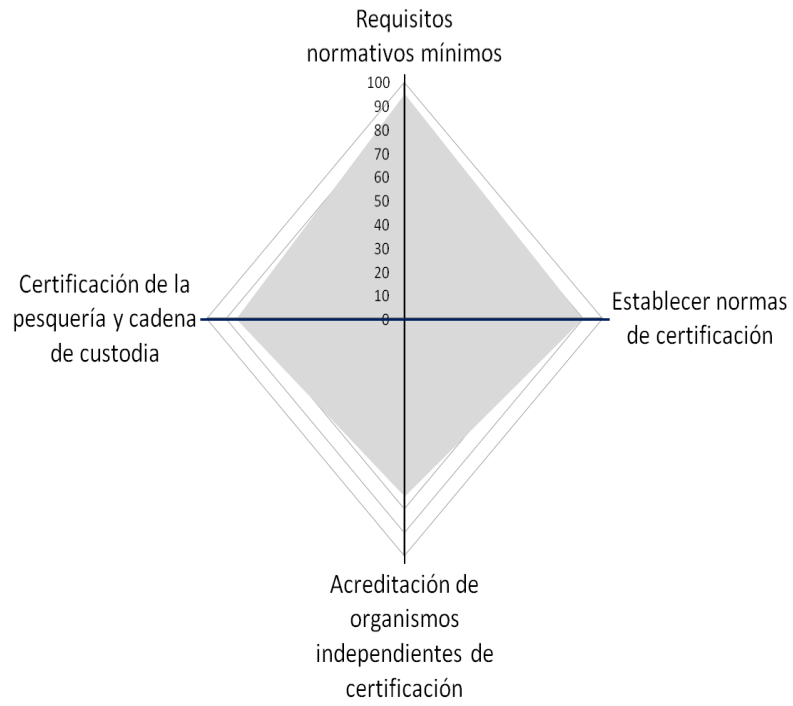 Requisitos
normativos mínimos
100
90
80
70
60
50
40
30
20
10
0
Certificación de la
pesquería y cadena
de custodia
Establecer normas
de certificación
Acreditación de
organismos
independientes de
certificación